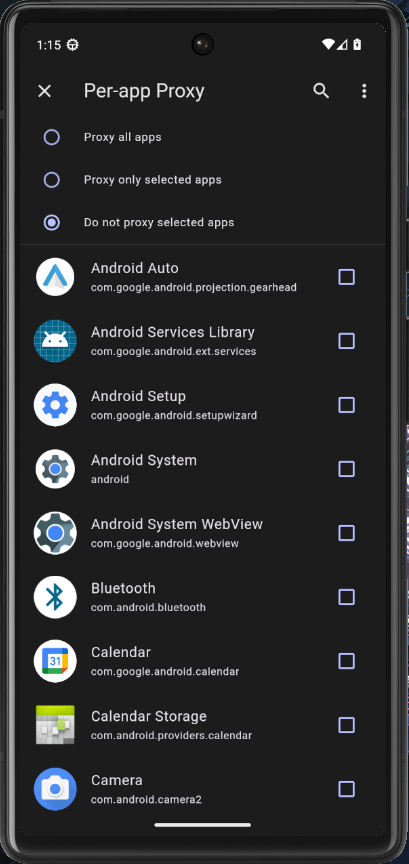 1:15
Per-app Proxy
Proxy all apps
Proxy only selected apps
Do not proxy selected apps
Android Auto
com.google.android.projection.gearhead
Android Services Library
com.google.android.ext.services
Android Setup
com.google.android.setupwizard
Android System
android
Android System WebView
com.google.android.webview
Bluetooth
com.android.bluetooth
31
Calendar
com.google.android.calendar
Calendar Storage
com.android.providers.calendar
Camera
com.android.camera2